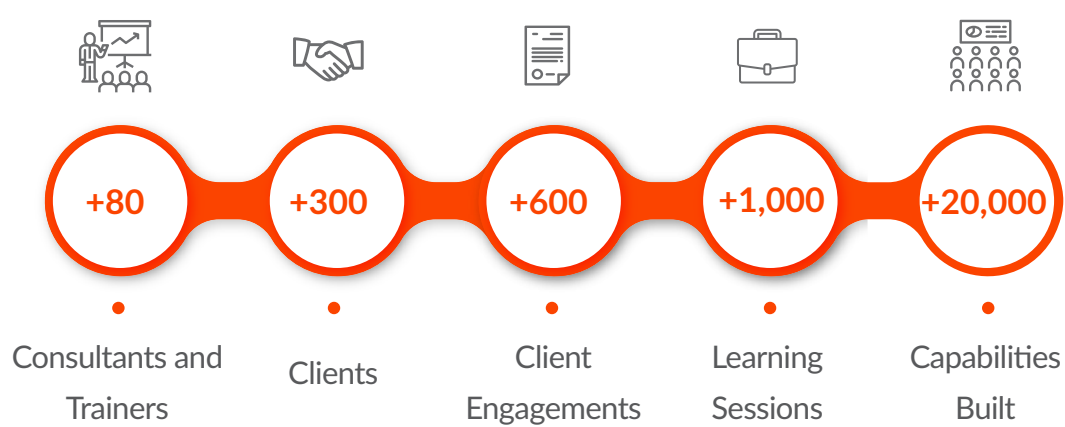 +80
+300
+600
+1,000
+20,000
Consultants and
Trainers
Clients
Client
Engagements
Learning
Sessions
Capabilities
Built